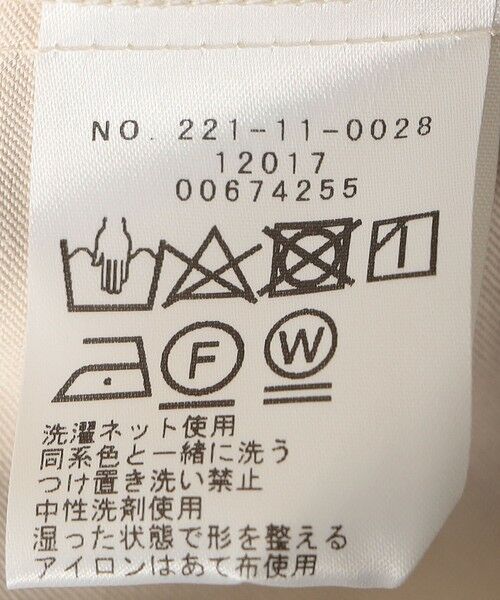 NO. 221-11-0028
12017
00674255
F W
洗濯ネット使用
同系色と一緒に洗う
つけ置き洗い禁止
中性洗剤使用
湿った状態で形を整える
アイロンはあて布使用